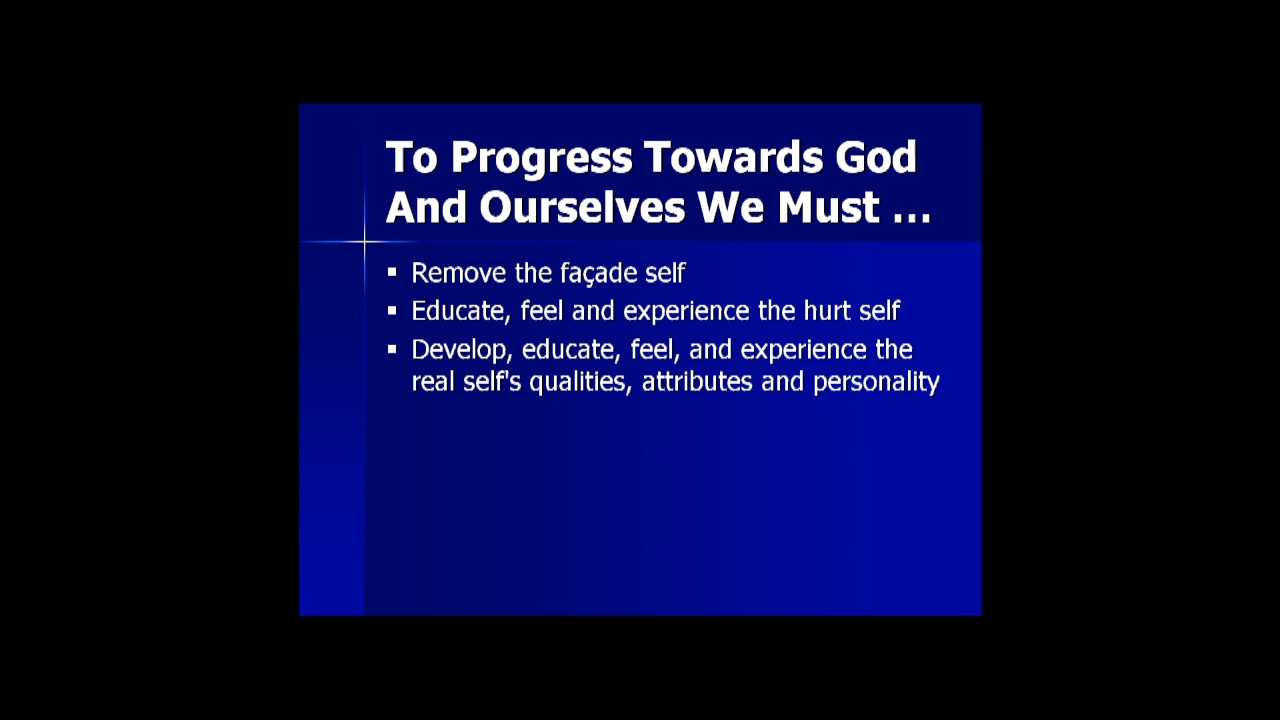 To Progress Towards God
And Ourselves We Must ...
▪ Remove the façade self
▪ Educate, feel and experience the hurt self
▪ Develop, educate, feel, and experience the
real self's qualities, attributes and personality